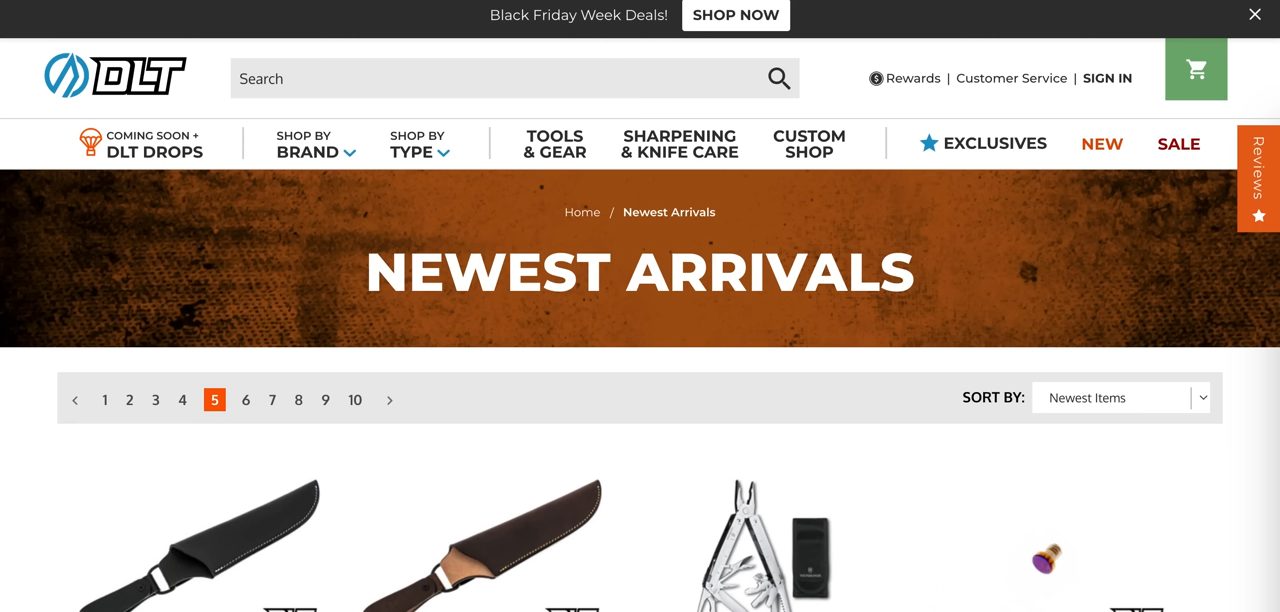 Black Friday Week Deals! SHOP NOW
DLT
Search
Rewards | Customer Service | SIGN IN
COMING SOON +
DLT DROPS
SHOP BY
BRAND
SHOP BY
TYPE
TOOLS
& GEAR
SHARPENING
& KNIFE CARE
CUSTOM
SHOP
EXCLUSIVES
NEW
SALE
Reviews
Home / Newest Arrivals
NEWEST ARRIVALS
1 2 3 4 5 6 7 8 9 10
SORT BY: Newest Items